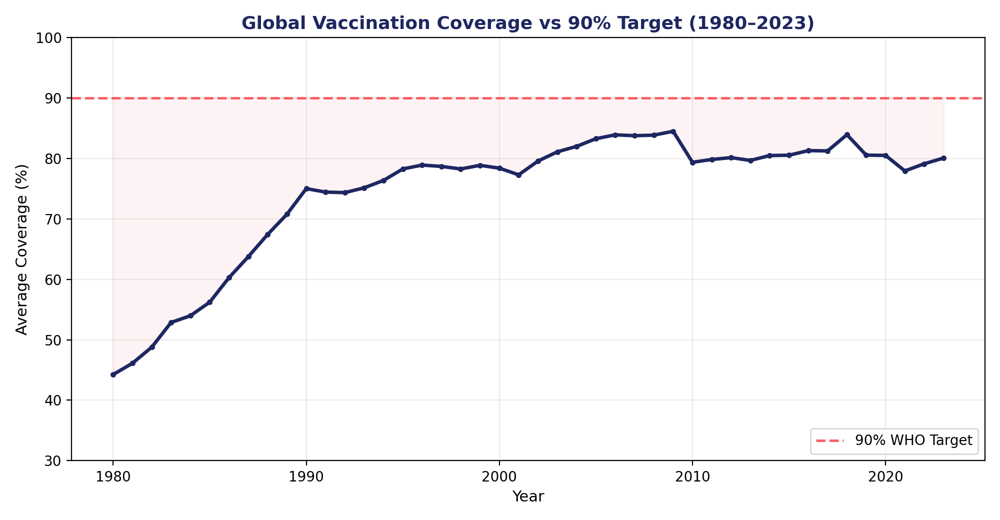 Global Vaccination Coverage vs 90% Target (1980–2023)
100
90
80
70
60
50
40
30
Average Coverage (%)
90% WHO Target
1980 1990 2000 2010 2020
Year